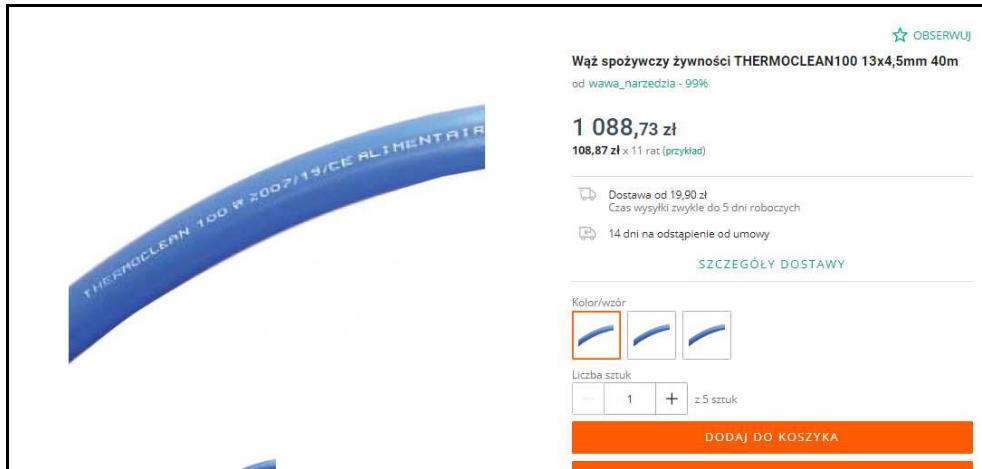 THERMOCLEAN 100 2007/19/CE ALIMENTAIR
OBSERWUJ
Wąż spożywczy żywności THERMOCLEAN100 13x4,5mm 40m
od wawa_narzedzia - 99%
1 088,73 zł
108,87 zł x 11 rat (przykład)
Dostawa od 19,90 zł
Czas wysyłki zwykle do 5 dni roboczych
14 dni na odstąpienie od umowy
SZCZEGÓŁY DOSTAWY
Kolor/wzór
Liczba sztuk
1 z 5 sztuk
DODAJ DO KOSZYKA